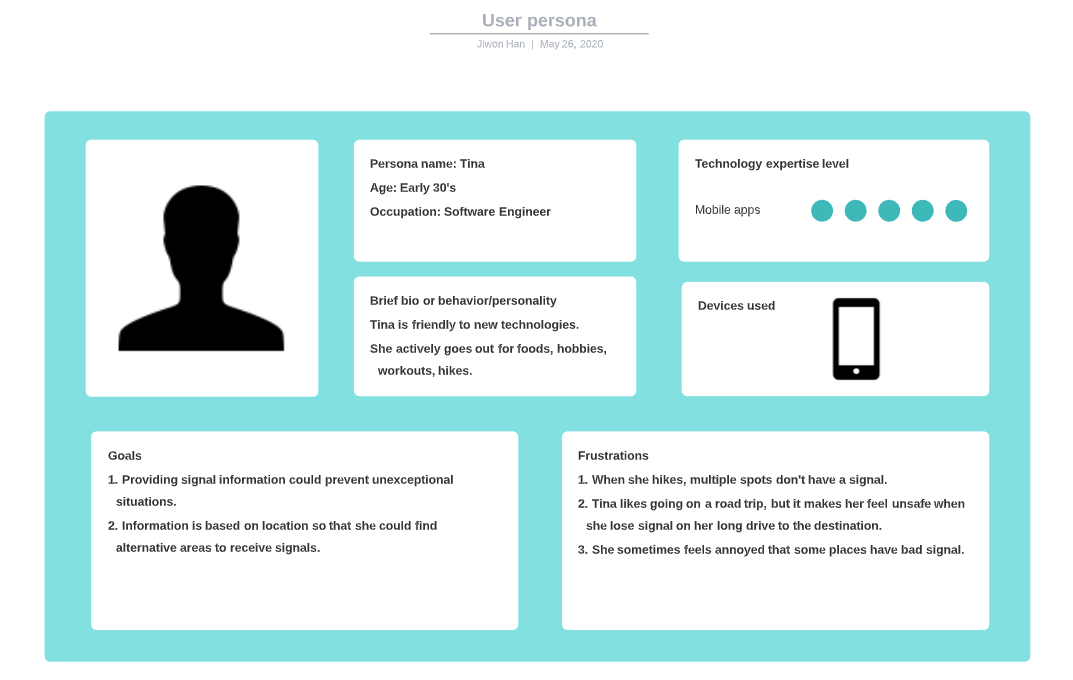 User persona
Jiwon Han | May 26, 2020
Persona name: Tina
Age: Early 30's
Occupation: Software Engineer
Technology expertise level
Mobile apps
Brief bio or behavior/personality
Tina is friendly to new technologies.
She actively goes out for foods, hobbies,
workouts, hikes.
Devices used
Goals
1. Providing signal information could prevent unexceptional
situations.
2. Information is based on location so that she could find
alternative areas to receive signals.
Frustrations
1. When she hikes, multiple spots don't have a signal.
2. Tina likes going on a road trip, but it makes her feel unsafe when
she lose signal on her long drive to the destination.
3. She sometimes feels annoyed that some places have bad signal.